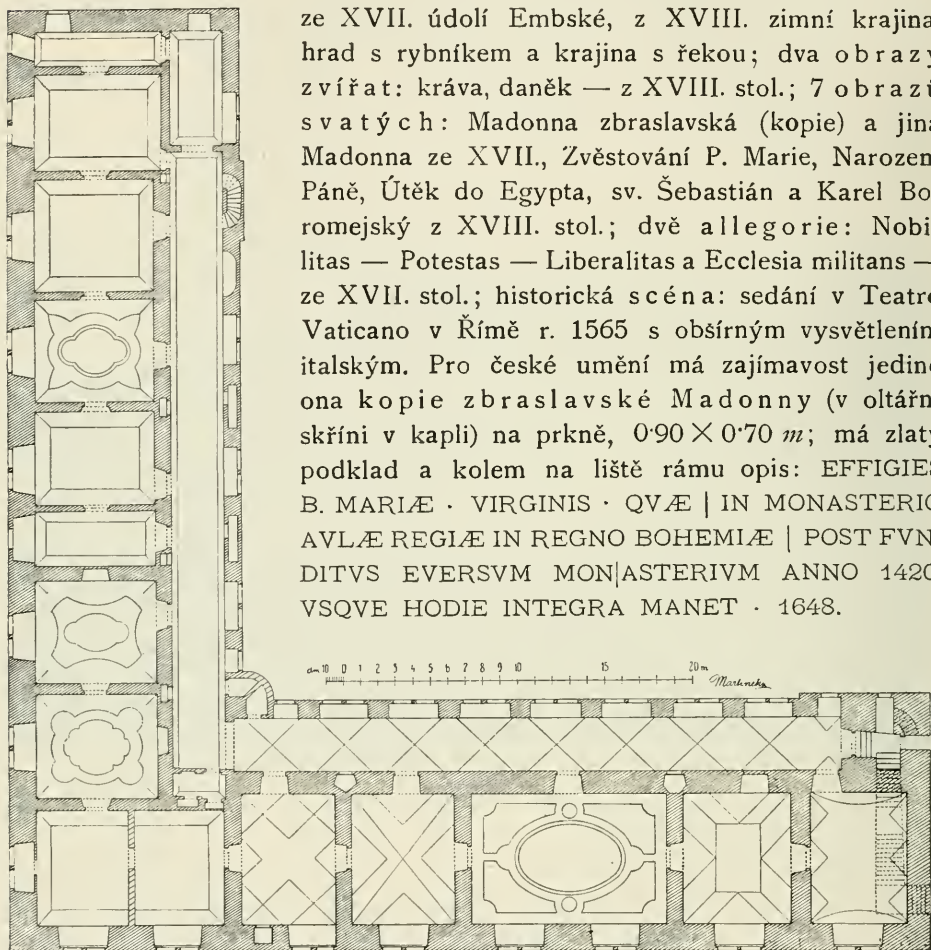 ze XVII. údolí Embské, z XVIII. zimní krajina
hrad s rybníkem a krajina s řekou; dva obrazy
zvířat: kráva, daněk — z XVIII. stol.; 7 obrazů
svatých: Madonna zbraslavská (kopie) a jiná
Madonna ze XVII., Zvěstování P. Marie, Narozen
Páně, Útěk do Egypta, sv. Šebastián a Karel Bo
romejský z XVIII. stol.; dvě allegorie: Nobi
litas — Potestas — Liberalitas a Ecclesia militans —
ze XVII. stol.; historická scéna: sedání v Teatro
Vaticano v Římě r. 1565 s obšírným vysvětlením
italským. Pro české umění má zajímavost jedině
ona kopie zbraslavské Madonny (v oltářn
skříni v kapli) na prkně, 0·90 × 0·70 m; má zlatý
podklad a kolem na liště rámu opis: EFFIGIES
B. MARIÆ · VIRGINIS · QVÆ | IN MONASTERIO
AVLÆ REGIÆ IN REGNO BOHEMIÆ | POST FVN
DITVS EVERSVM MON|ASTERIVM ANNO 1420
VSQVE HODIE INTEGRA MANET · 1648.
dm 10 0 1 2 3 4 5 6 7 8 9 10 15 20 m